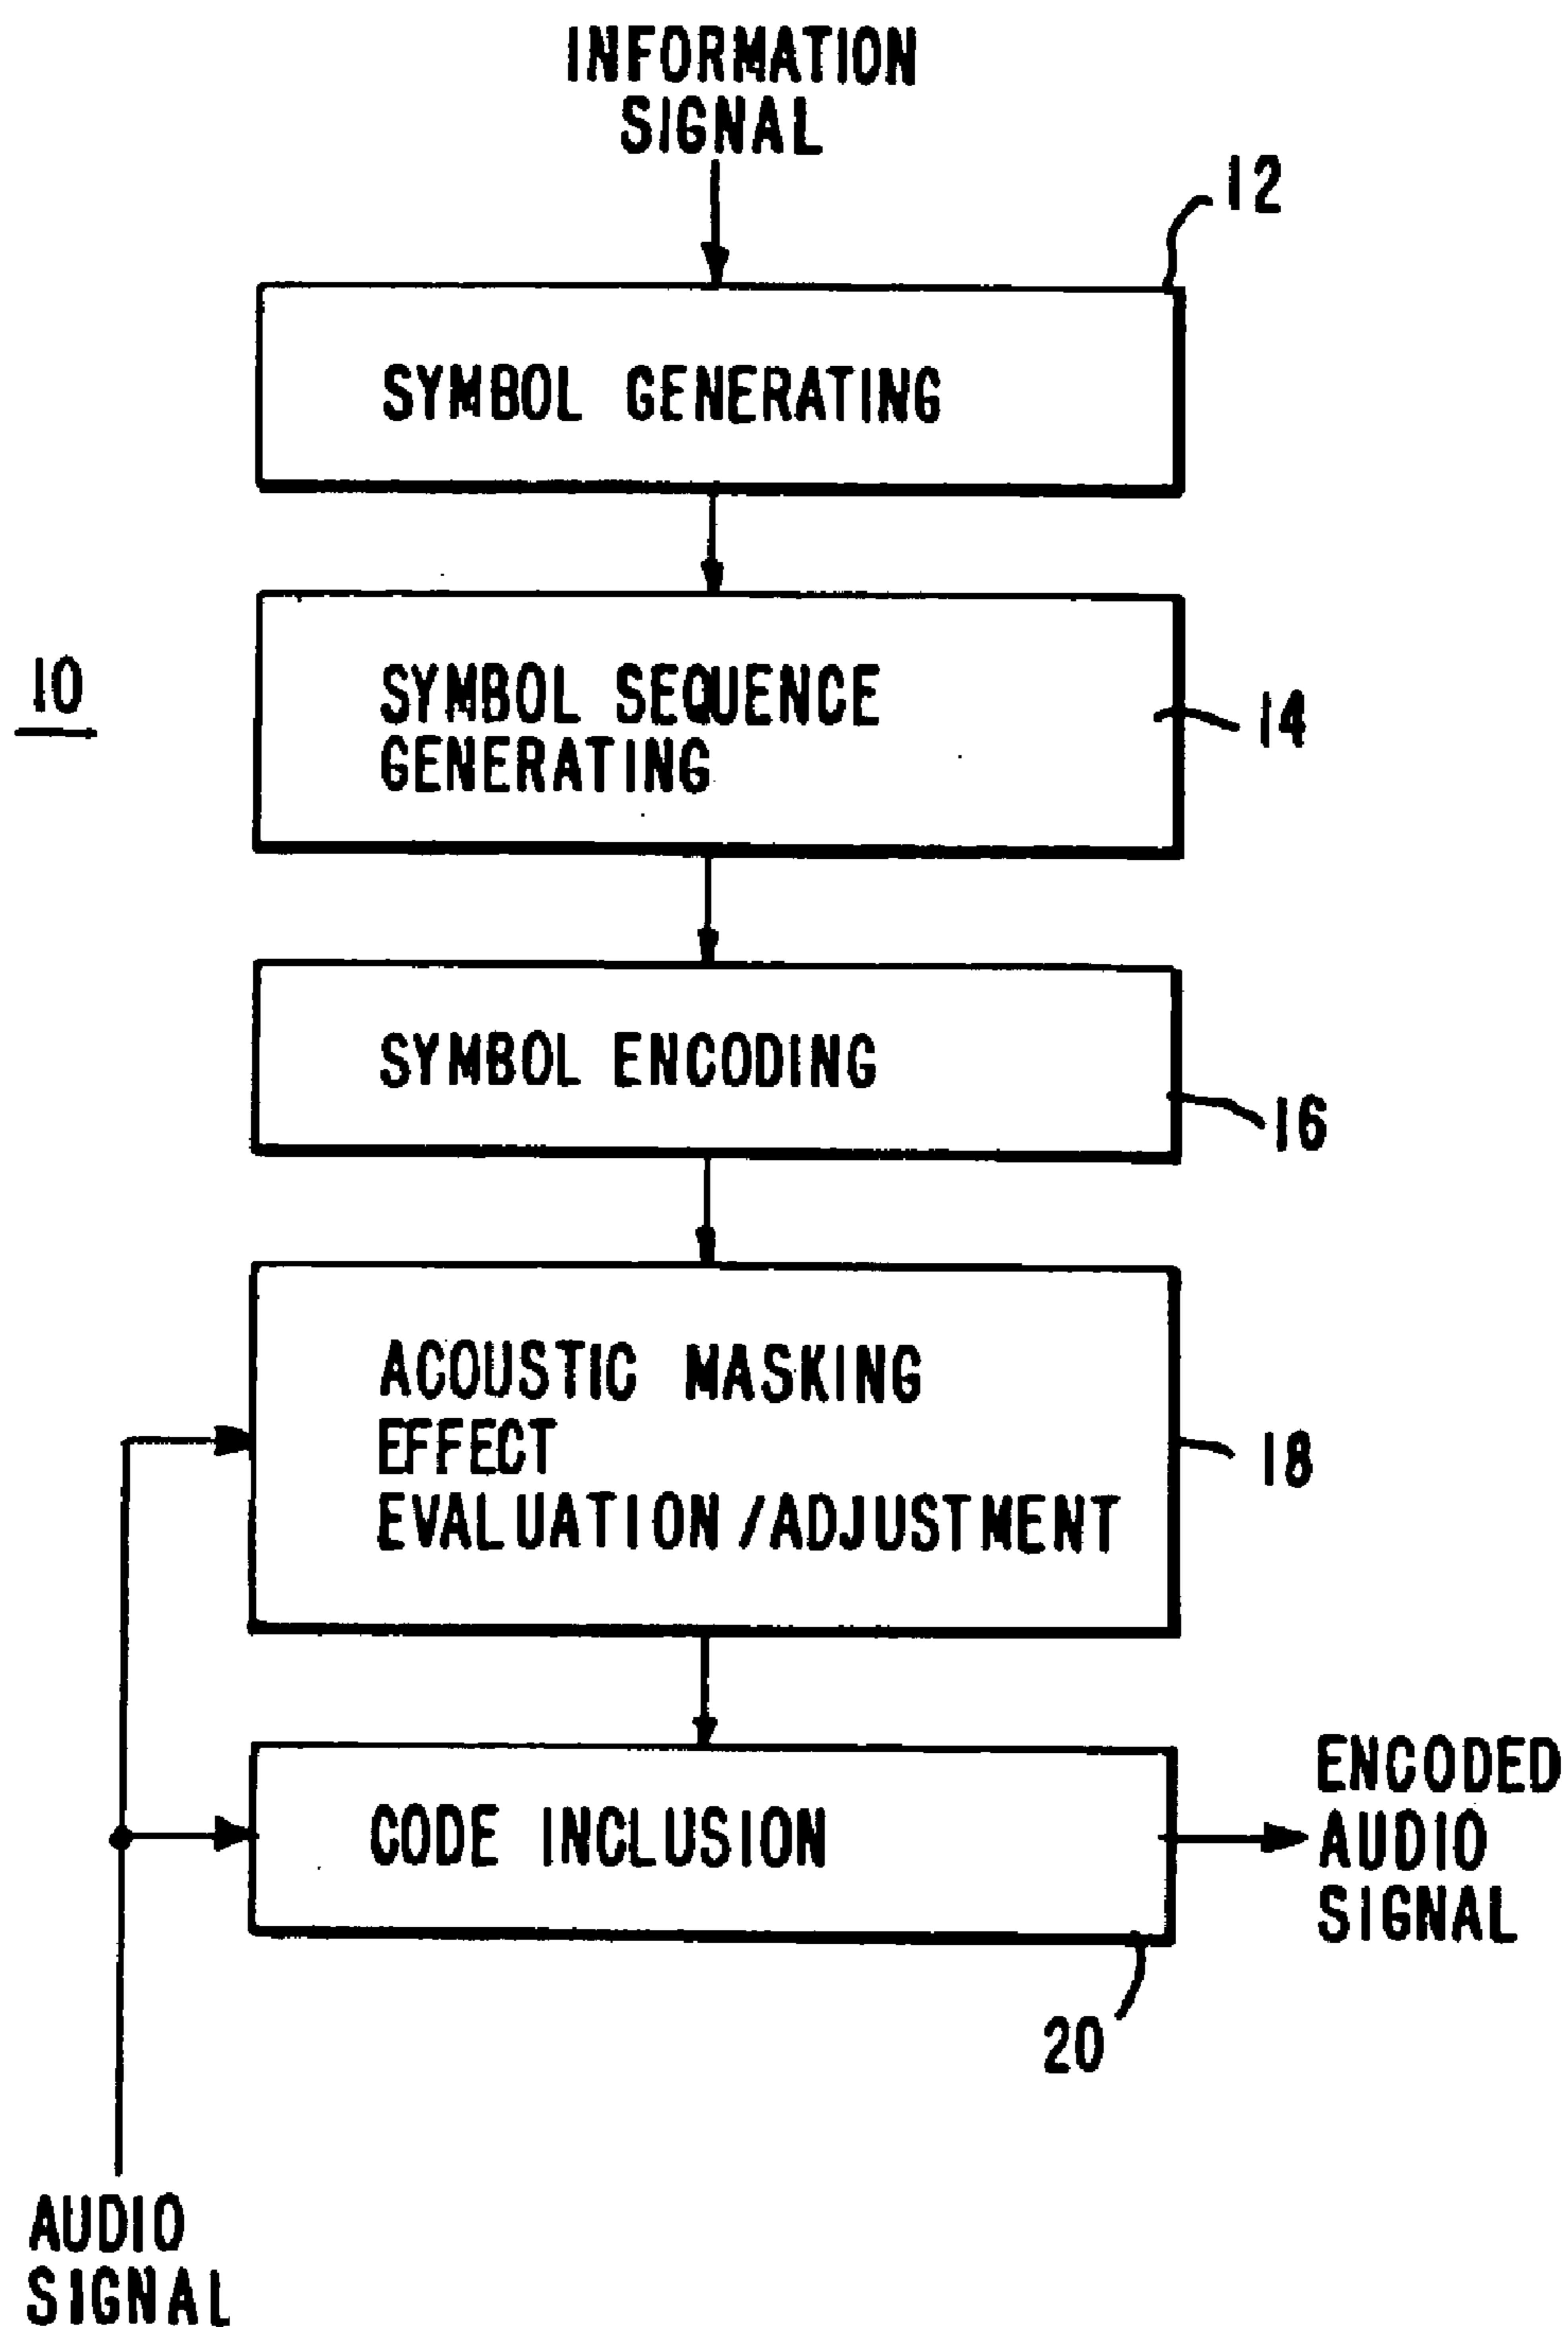 INFORMATION
SIGNAL
12
SYMBOL GENERATING
10
SYMBOL SEQUENCE
GENERATING
14
SYMBOL ENCODING
16
ACOUSTIC MASKING
EFFECT
EVALUATION/ADJUSTMENT
18
CODE INCLUSION
ENCODED
AUDIO
SIGNAL
20
AUDIO
SIGNAL